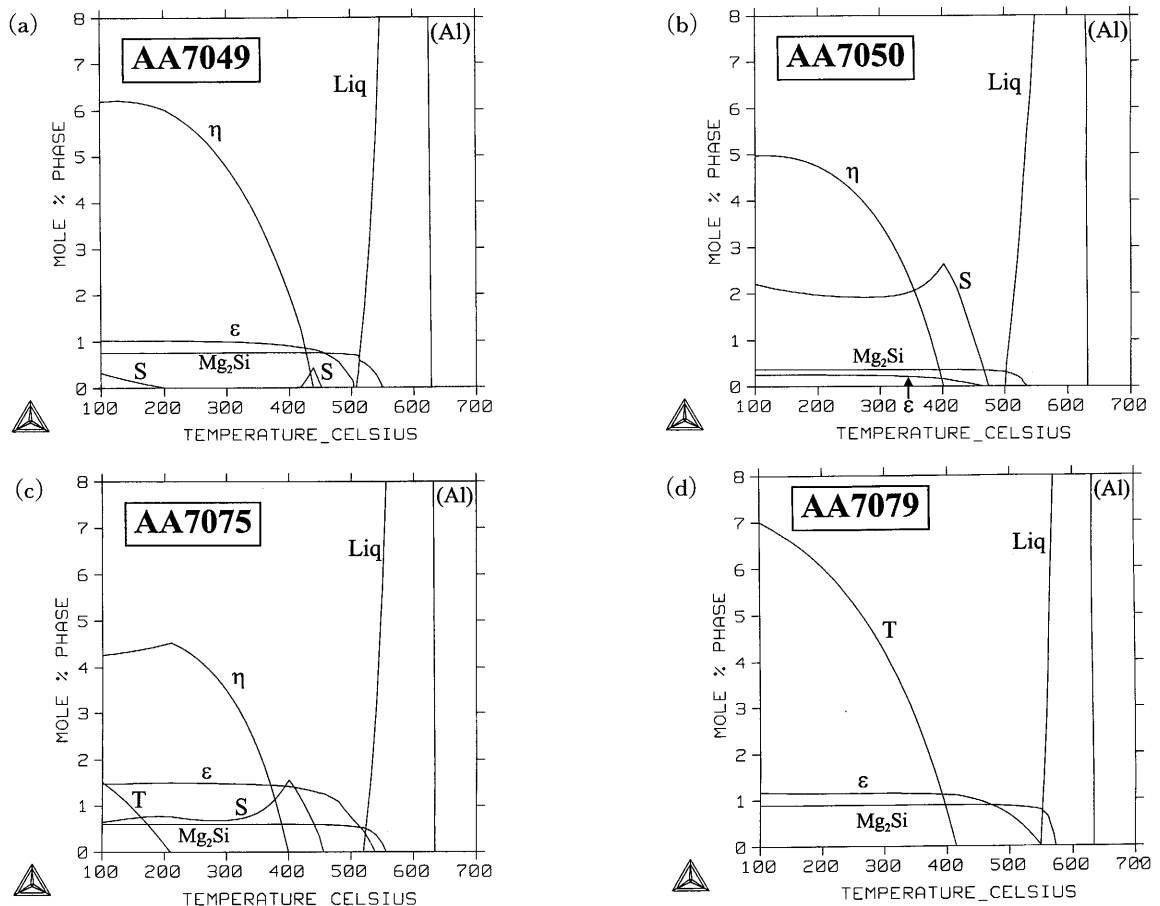 (a)
AA7049
8
7
6
5
4
3
2
1
0
MOLE % PHASE
(Al)
Liq
η
ε
Mg₂Si
S
S
100 200 300 400 500 600 700
TEMPERATURE_CELSIUS
(b)
AA7050
8
7
6
5
4
3
2
1
0
MOLE % PHASE
(Al)
Liq
η
S
Mg₂Si
ε
100 200 300 400 500 600 700
TEMPERATURE_CELSIUS
(c)
AA7075
8
7
6
5
4
3
2
1
0
MOLE % PHASE
(Al)
Liq
η
ε
T
S
Mg₂Si
100 200 300 400 500 600 700
TEMPERATURE CELSIUS
(d)
AA7079
8
7
6
5
4
3
2
1
0
MOLE % PHASE
(Al)
Liq
T
ε
Mg₂Si
100 200 300 400 500 600 700
TEMPERATURE_CELSIUS